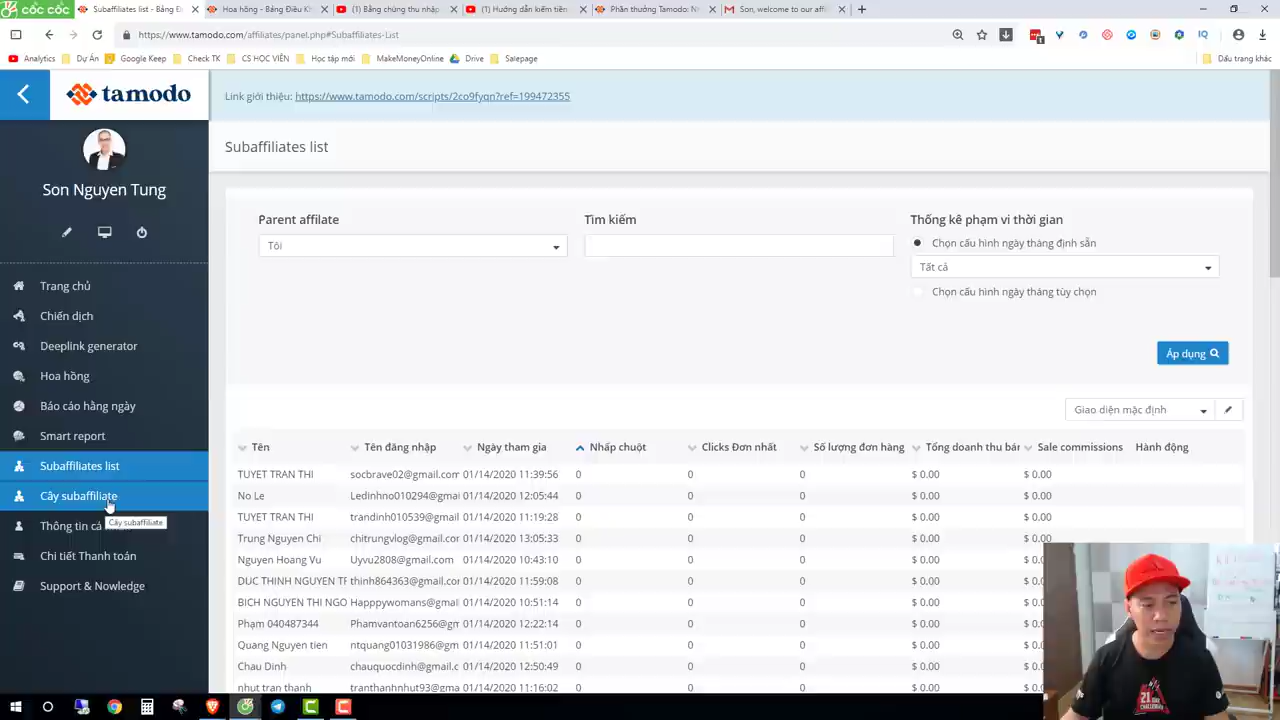 CỐC CỐC
Subaffiliates list - Bảng Đi
Hoa hồng - Bảng Điều K
(1) Bằng chứng thu nhập
(1) Hướng dẫn kiếm tiền
Phần thưởng Tamodo: N
Son, welcome to our affi
https://www.tamodo.com/affiliates/panel.php#Subaffiliates-List
Analytics
Dự Án
Google Keep
Check TK
CS HỌC VIÊN
Học tập mới
MakeMoneyOnline
Drive
Salepage
Dấu trang khác
tamodo
Link giới thiệu: https://www.tamodo.com/scripts/2co9fyqn?ref=199472355
Subaffiliates list
Son Nguyen Tung
Parent affilate
Tìm kiếm
Thống kê phạm vi thời gian
Tôi
Chọn cấu hình ngày tháng định sẵn
Tất cả
Chọn cấu hình ngày tháng tùy chọn
Áp dụng
Trang chủ
Chiến dịch
Deeplink generator
Hoa hồng
Báo cáo hằng ngày
Smart report
Subaffiliates list
Cây subaffiliate
Cây subaffiliate
Thông tin cá
Chi tiết Thanh toán
Support & Nowledge
Giao diện mặc định
Tên Tên đăng nhập Ngày tham gia Nhấp chuột Clicks Đơn nhất Số lượng đơn hàng Tổng doanh thu bán Sale commissions Hành động
TUYET TRAN THI socbrave02@gmail.com 01/14/2020 11:39:56 0 0 0 $ 0.00 $ 0.00
No Le Ledinhno010294@gmai 01/14/2020 12:05:44 0 0 0 $ 0.00 $ 0.00
TUYET TRAN THI trandinh010539@gmai 01/14/2020 11:19:28 0 0 0 $ 0.00 $ 0.00
Trung Nguyen Chi chitrungvlog@gmail.com 01/14/2020 13:05:33 0 0 0 $ 0.00 $ 0.00
Nguyen Hoang Vu Uyvu2808@gmail.com 01/14/2020 10:43:10 0 0 0 $ 0.00
DUC THINH NGUYEN TR thinh864363@gmail.cor 01/14/2020 11:59:08 0 0 0 $ 0.00
BICH NGUYEN THI NGO Happpywomans@gma 01/14/2020 10:51:14 0 0 0 $ 0.00
Phạm 040487344 Phamvantoan6256@gm 01/14/2020 12:22:14 0 0 0 $ 0.00
Quang Nguyen tien ntquang01031986@gm 01/14/2020 11:51:01 0 0 0 $ 0.00
Chau Dinh chauquocdinh@gmail.c 01/14/2020 12:50:49 0 0 0 $ 0.00
nhut tran thanh tranthanhnhut93@gm 01/14/2020 11:16:02 0 0 0 $ 0.00